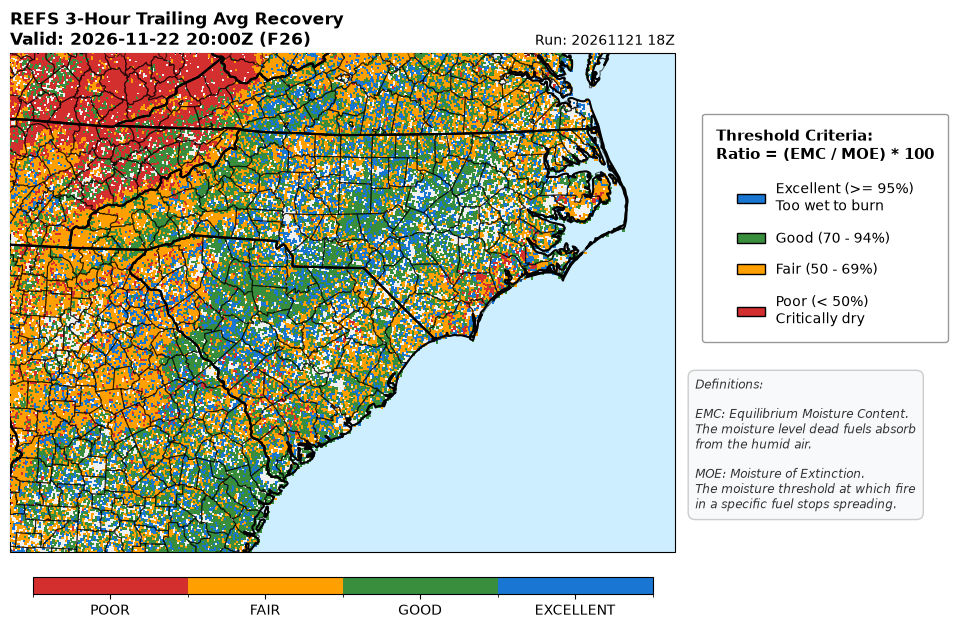 REFS 3-Hour Trailing Avg Recovery
Valid: 2026-11-22 20:00Z (F26)
Run: 20261121 18Z
Threshold Criteria:
Ratio = (EMC / MOE) * 100
Excellent (>= 95%)
Too wet to burn
Good (70 - 94%)
Fair (50 - 69%)
Poor (< 50%)
Critically dry
Definitions:
EMC: Equilibrium Moisture Content.
The moisture level dead fuels absorb
from the humid air.
MOE: Moisture of Extinction.
The moisture threshold at which fire
in a specific fuel stops spreading.
POOR
FAIR
GOOD
EXCELLENT